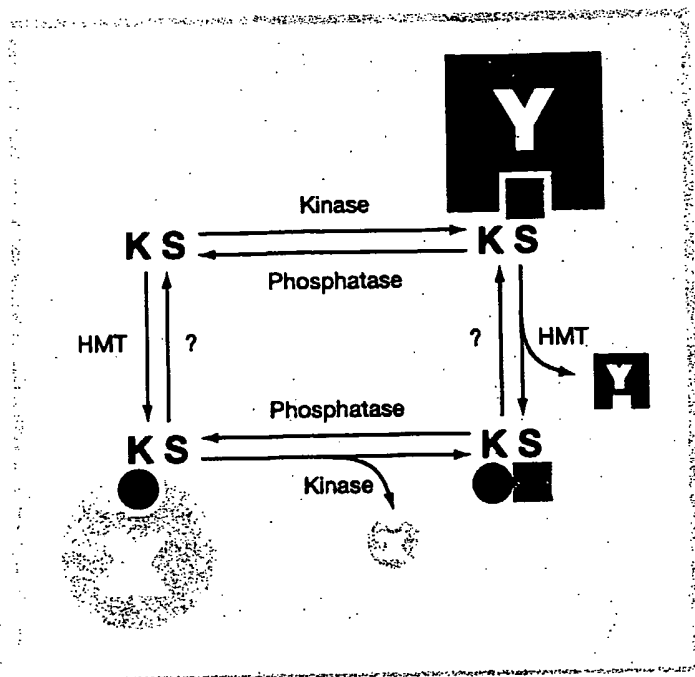 Y
Kinase
K S
K S
Phosphatase
HMT
?
?
HMT
Y
Phosphatase
K S
K S
Kinase
X
X